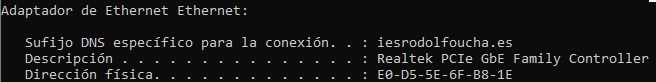 Adaptador de Ethernet Ethernet:
Sufijo DNS específico para la conexión. . : iesrodolfoucha.es
Descripción . . . . . . . . . . . . . . . : Realtek PCIe GbE Family Controller
Dirección física. . . . . . . . . . . . . : E0-D5-5E-6F-B8-1E